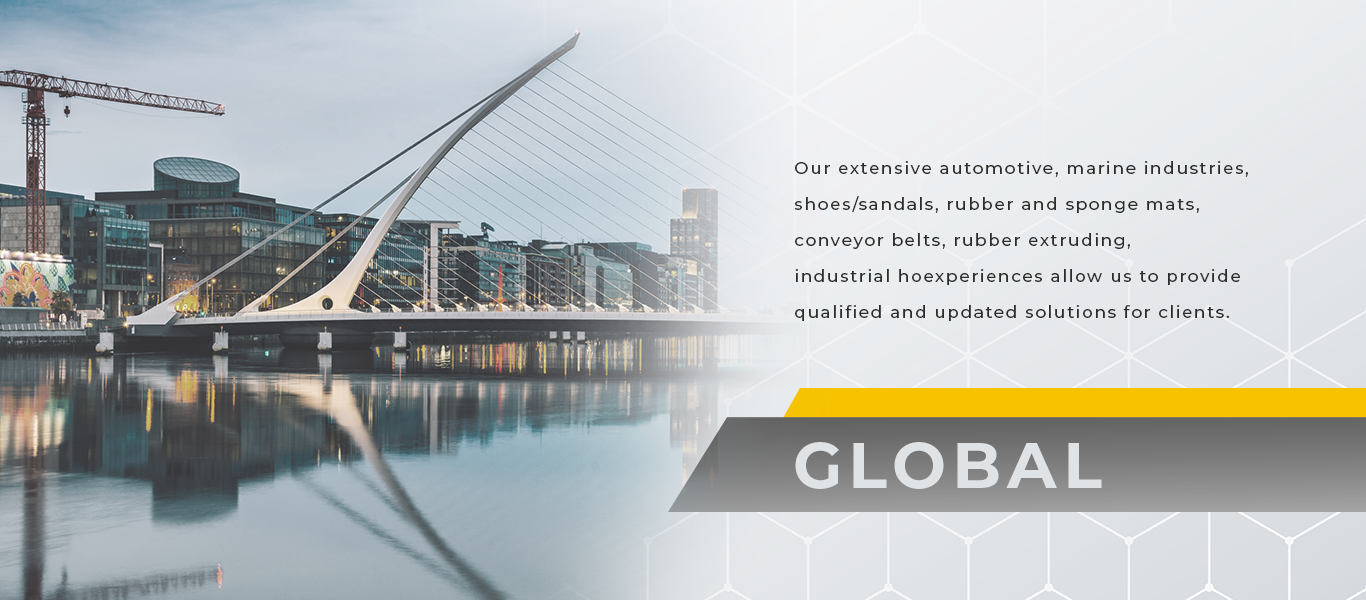 Our extensive automotive, marine industries,
shoes/sandals, rubber and sponge mats,
conveyor belts, rubber extruding,
industrial hoexperiences allow us to provide
qualified and updated solutions for clients.
GLOBAL